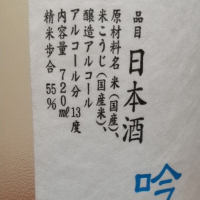 品目 日本酒
原材料名 米(国産)、
米こうじ(国産米)、
醸造アルコール
アルコール分 13度
内容量 720ml
精米歩合 55%
吟